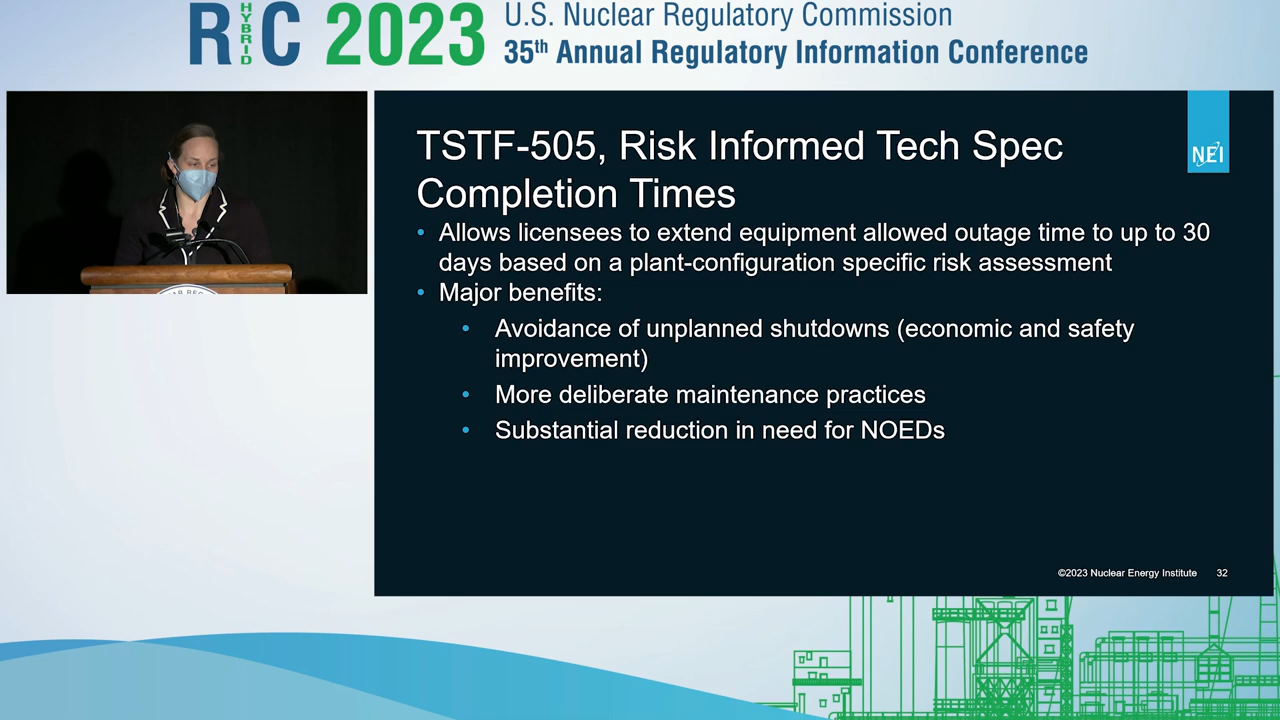 RIC 2023
HYBRID
U.S. Nuclear Regulatory Commission
35th Annual Regulatory Information Conference
TSTF-505, Risk Informed Tech Spec
Completion Times
NEI
• Allows licensees to extend equipment allowed outage time to up to 30
days based on a plant-configuration specific risk assessment
• Major benefits:
• Avoidance of unplanned shutdowns (economic and safety
improvement)
• More deliberate maintenance practices
• Substantial reduction in need for NOEDs
©2023 Nuclear Energy Institute 32